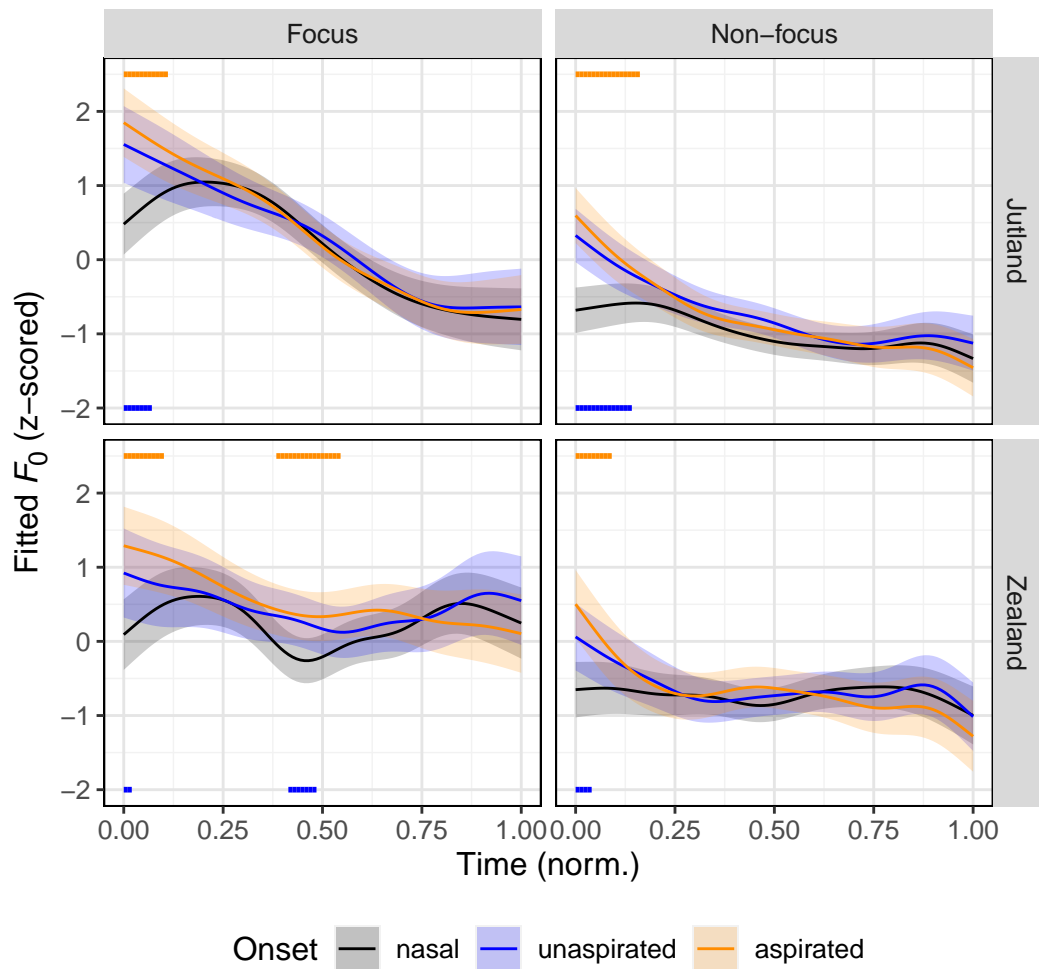 Focus
Non−focus
2
1
0
−1
−2
Jutland
2
1
0
−1
−2
Zealand
Fitted F0 (z−scored)
0.00 0.25 0.50 0.75 1.00
0.00 0.25 0.50 0.75 1.00
Time (norm.)
Onset nasal unaspirated aspirated